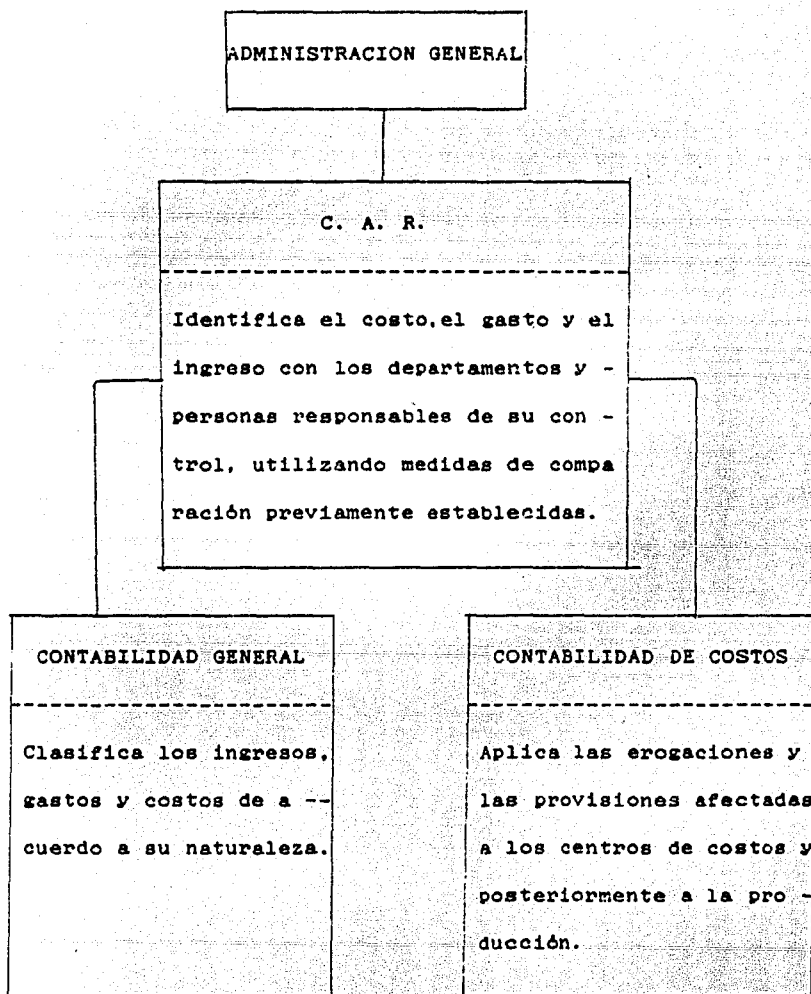 ADMINISTRACION GENERAL
C. A. R.
Identifica el costo,el gasto y el
ingreso con los departamentos y -
personas responsables de su con -
trol, utilizando medidas de compa
ración previamente establecidas.
CONTABILIDAD GENERAL
Clasifica los ingresos,
gastos y costos de a --
cuerdo a su naturaleza.
CONTABILIDAD DE COSTOS
Aplica las erogaciones y
las provisiones afectadas
a los centros de costos y
posteriormente a la pro -
ducción.